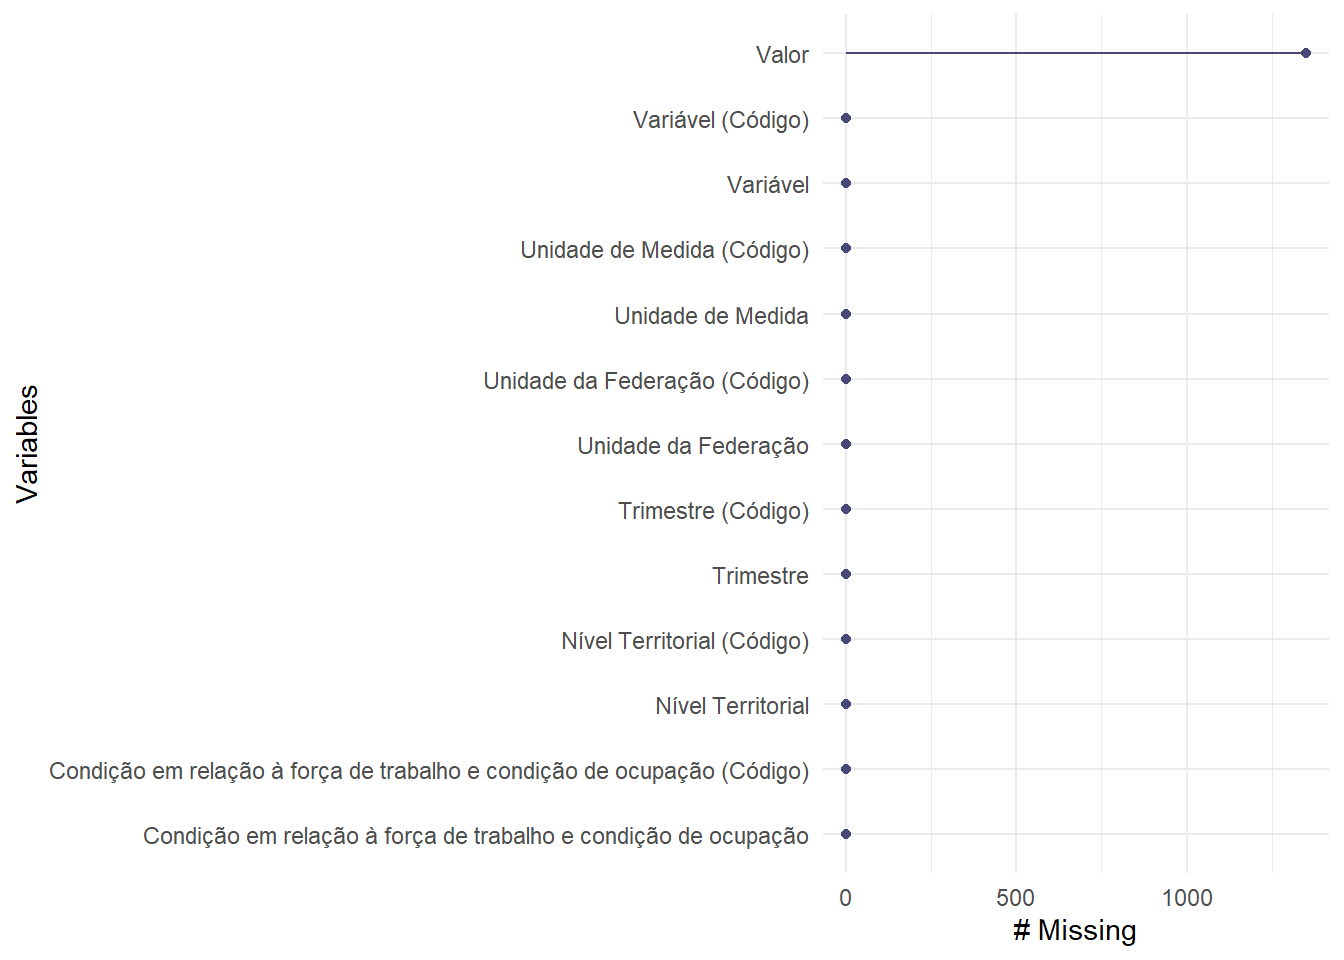 Valor
Variável (Código)
Variável
Unidade de Medida (Código)
Unidade de Medida
Unidade da Federação (Código)
Unidade da Federação
Trimestre (Código)
Trimestre
Nível Territorial (Código)
Nível Territorial
Condição em relação à força de trabalho e condição de ocupação (Código)
Condição em relação à força de trabalho e condição de ocupação
Variables
0 500 1000
# Missing